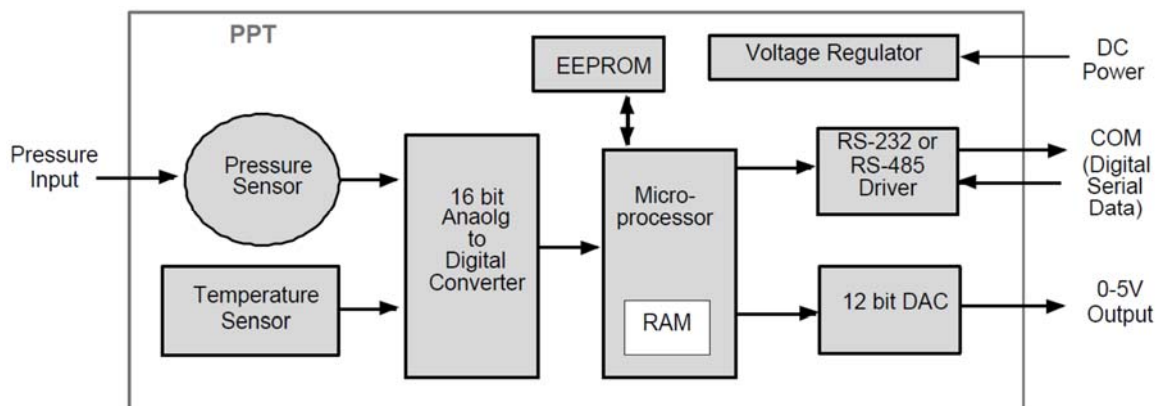 PPT
EEPROM
Voltage Regulator
DC
Power
Pressure
Input
Pressure
Sensor
16 bit
Anaolg
to
Digital
Converter
Micro-
processor
RAM
RS-232 or
RS-485
Driver
COM
(Digital
Serial
Data)
Temperature
Sensor
12 bit DAC
0-5V
Output